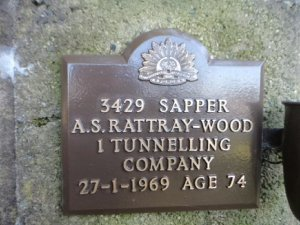 3429 SAPPER
A.S.RATTRAY-WOOD
1 TUNNELLING
COMPANY
27-1-1969 AGE 74